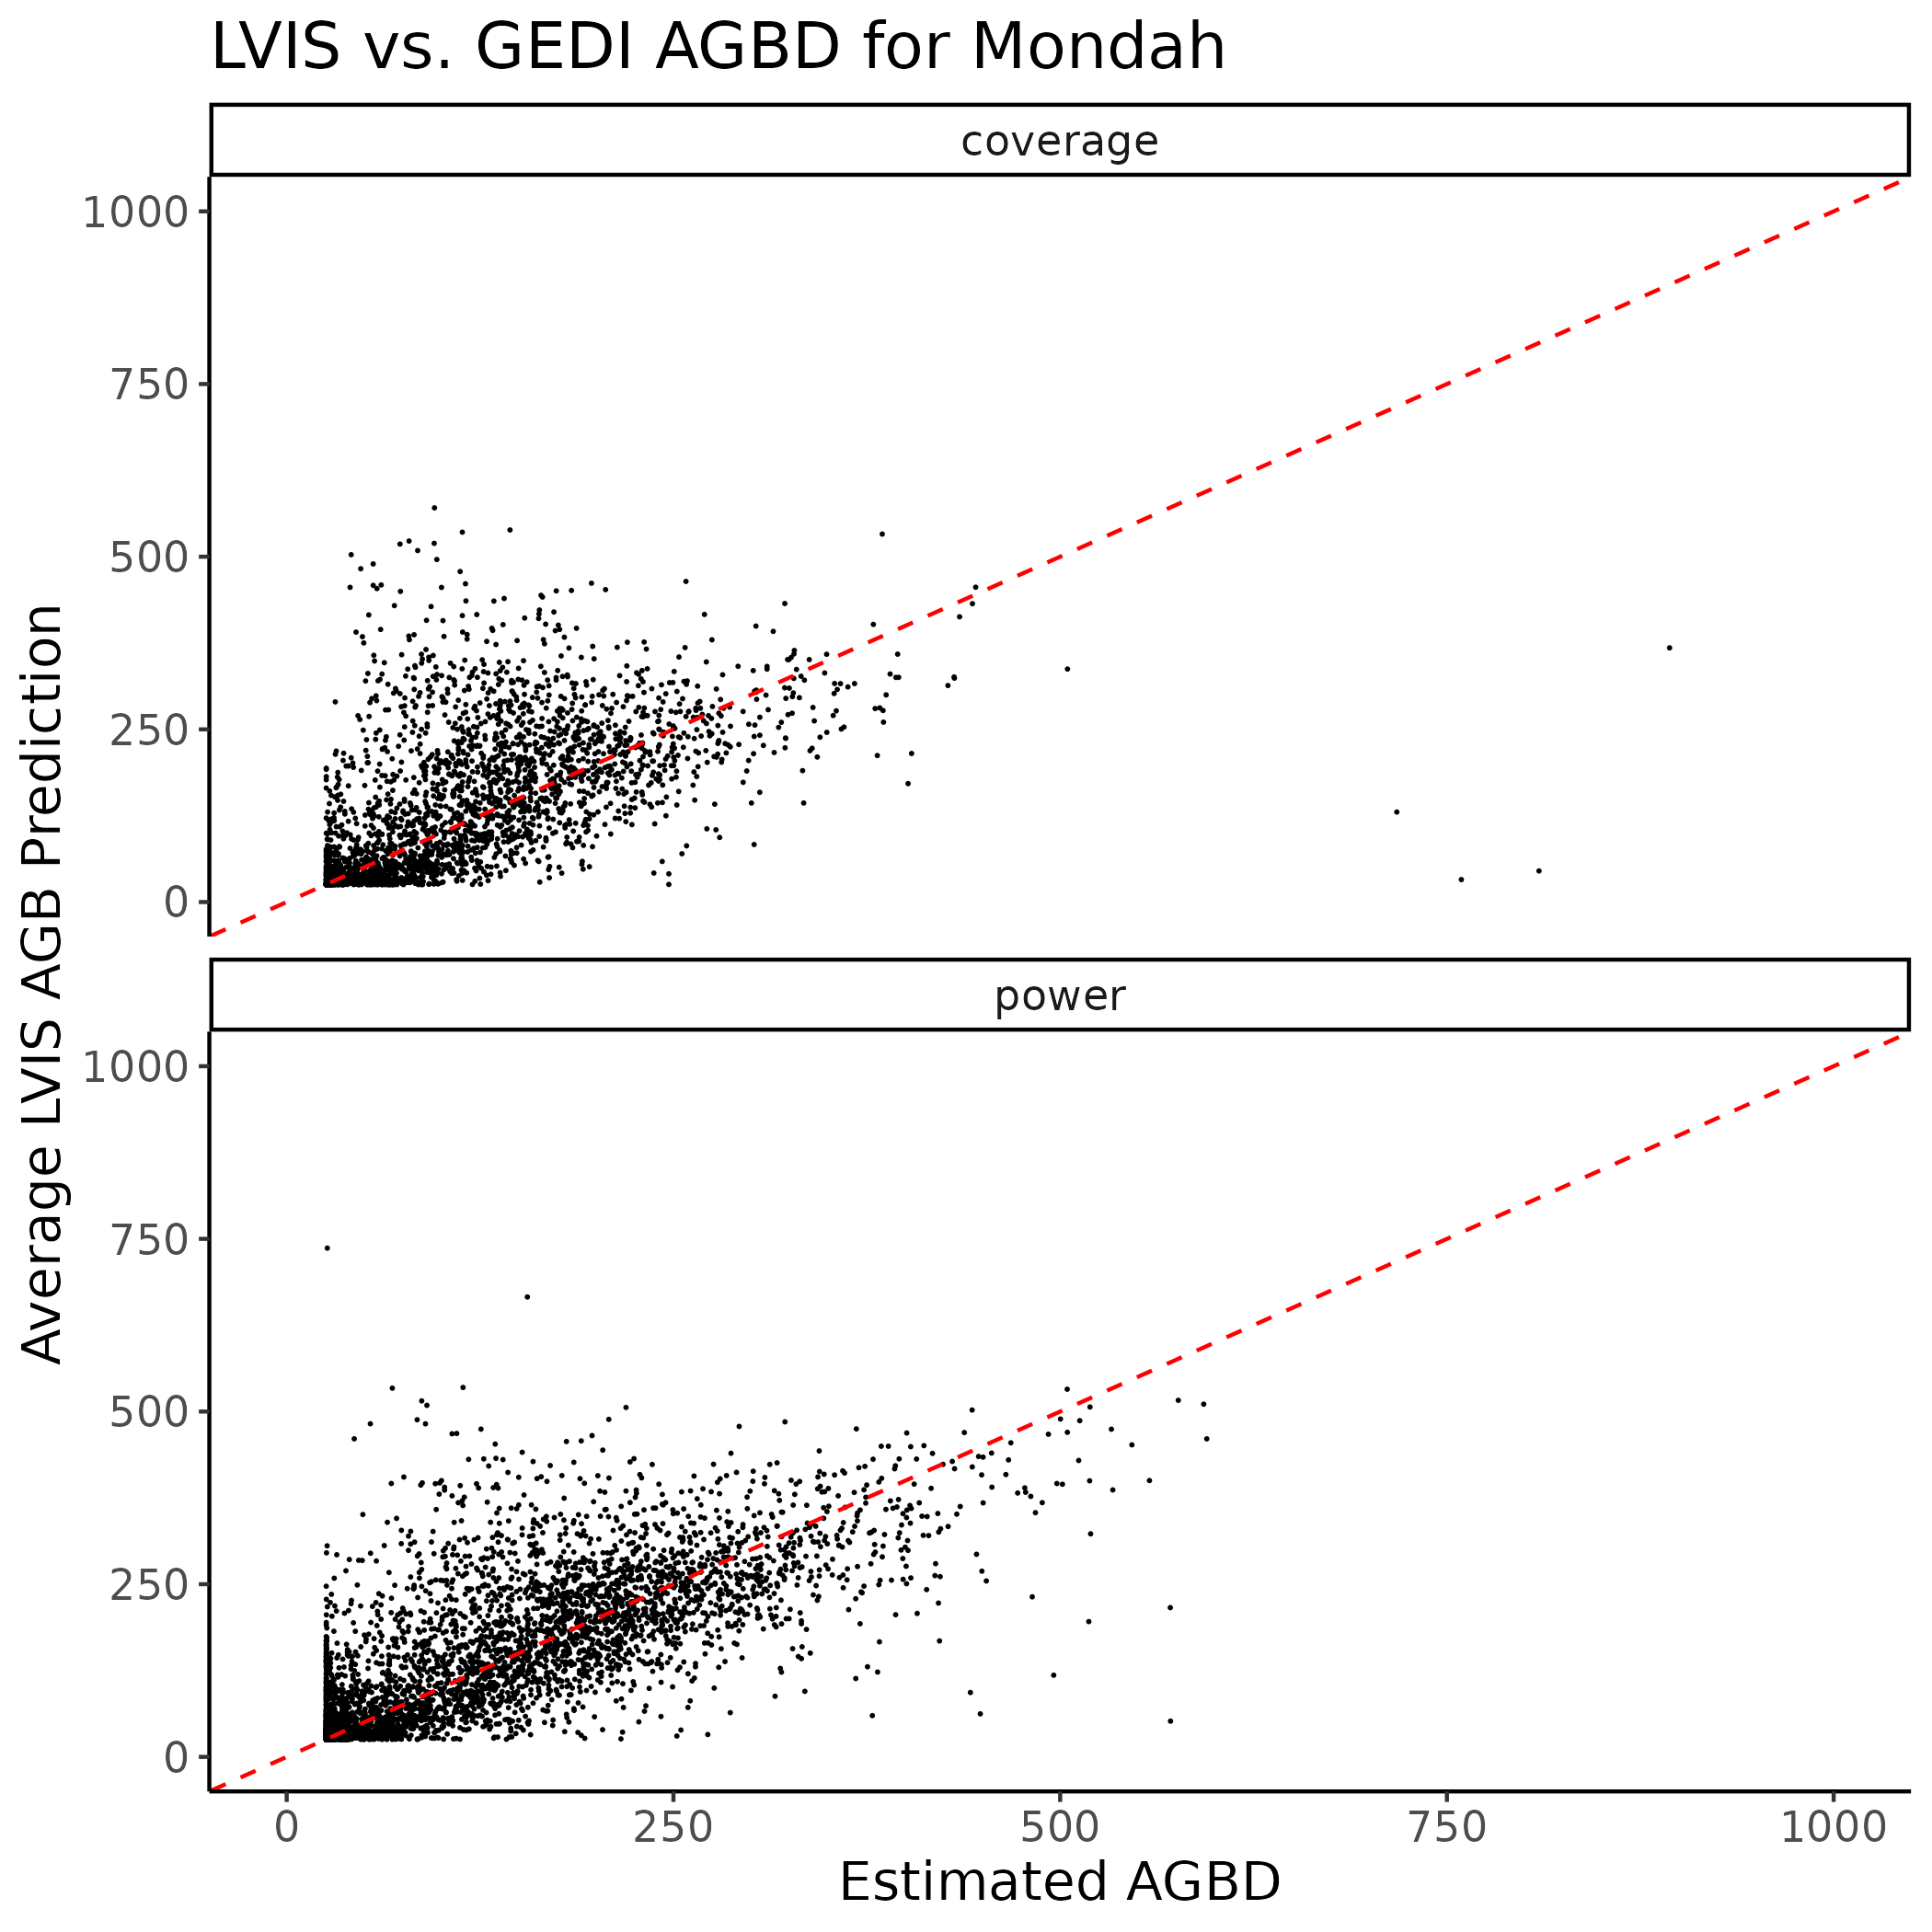 LVIS vs. GEDI AGBD for Mondah
coverage
1000
750
500
250
0
power
1000
750
500
250
0
0 250 500 750 1000
Estimated AGBD
Average LVIS AGB Prediction